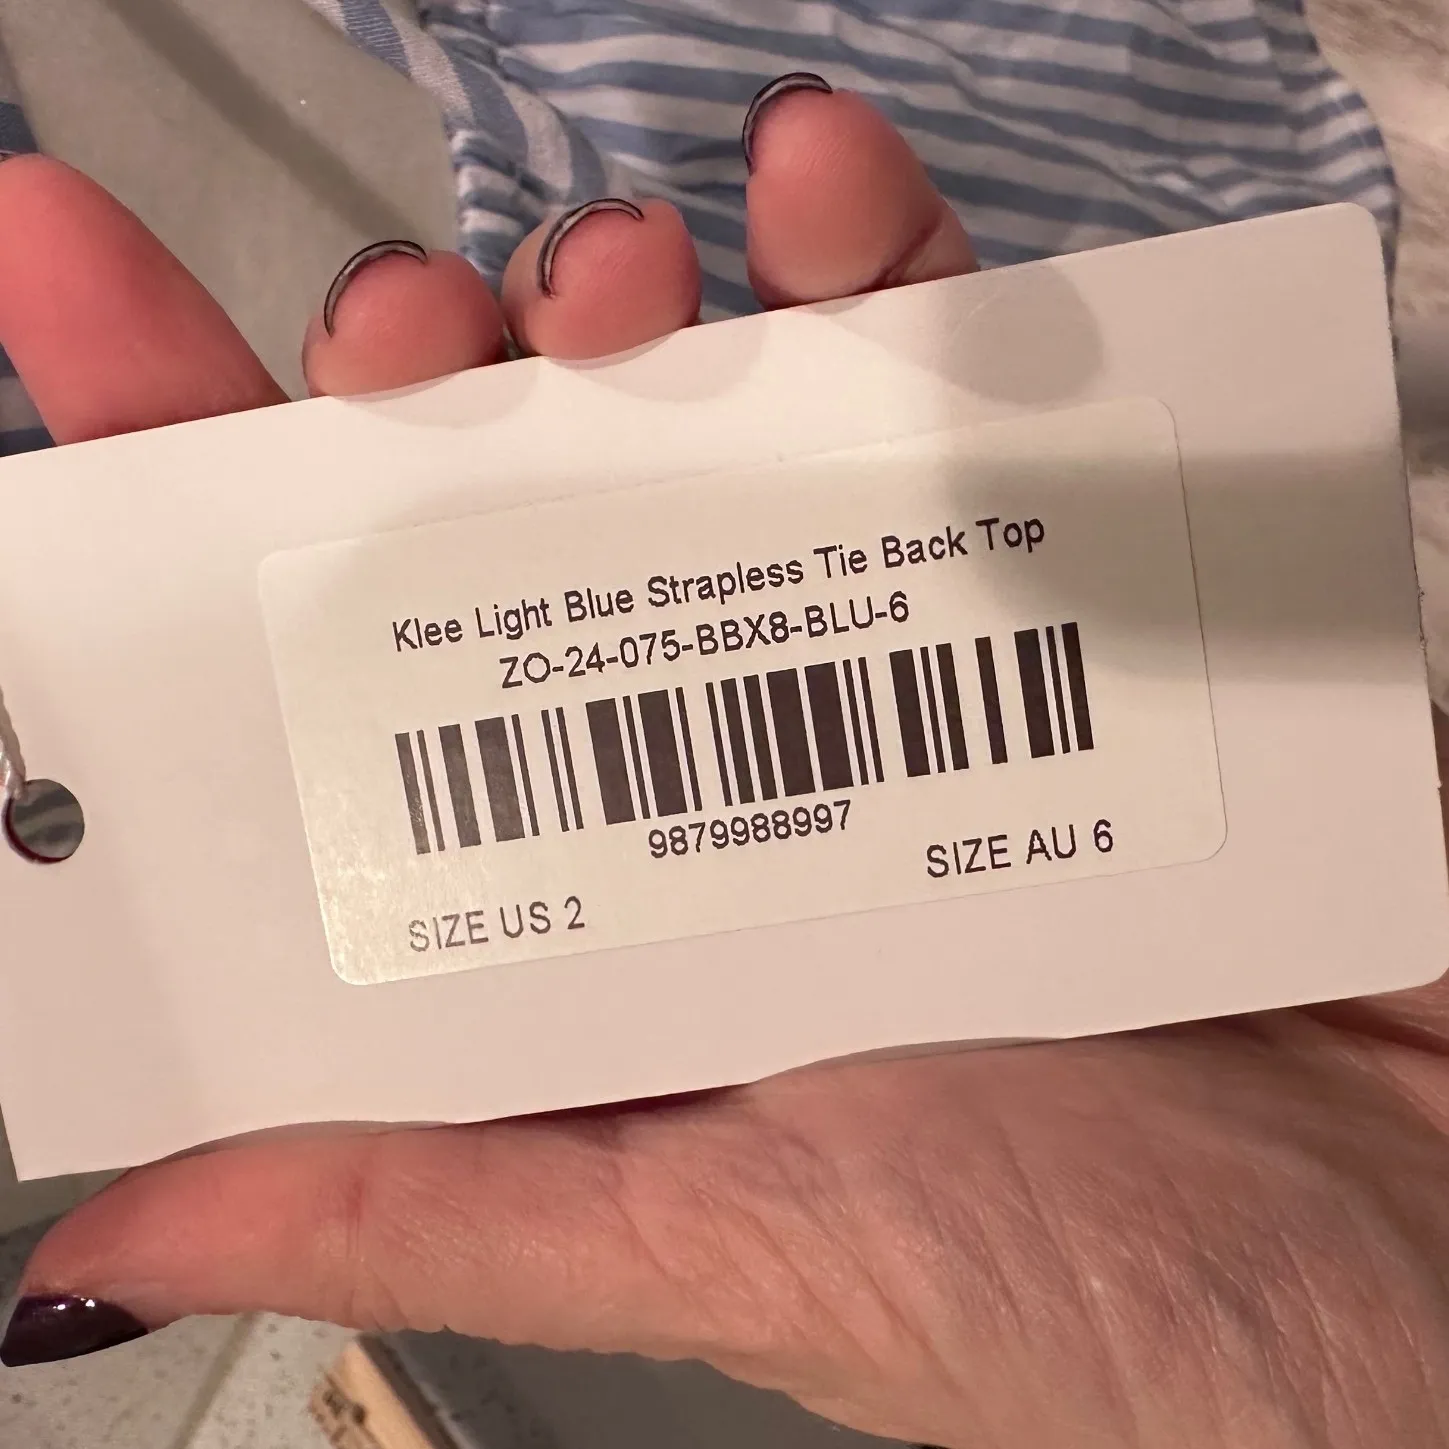 Klee Light Blue Strapless Tie Back Top
ZO-24-075-BBX8-BLU-6
9879988997
SIZE US 2
SIZE AU 6